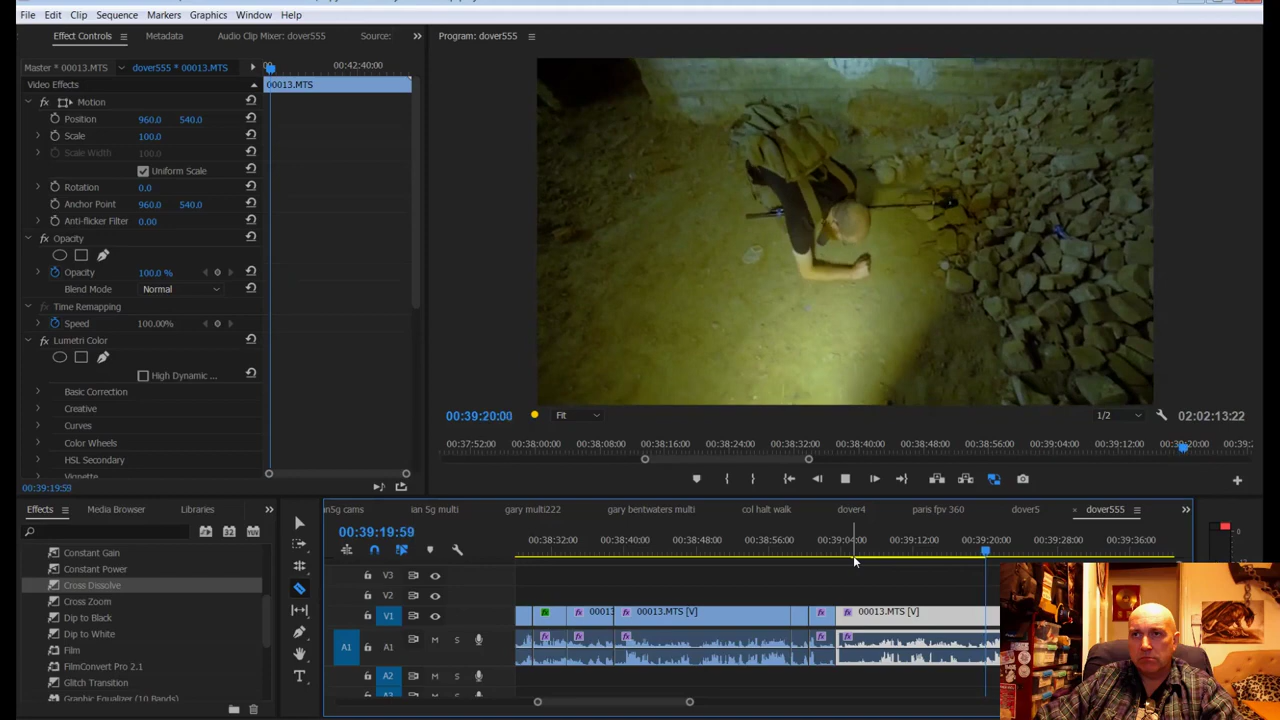 File Edit Clip Sequence Markers Graphics Window Help
Effect Controls Metadata Audio Clip Mixer: dover555 Source:
Program: dover555
Master * 00013.MTS dover555 * 00013.MTS 00:42:40:00
Video Effects 00013.MTS
fx Motion
Position 960.0 540.0
Scale 100.0
Scale Width 100.0
Uniform Scale
Rotation 0.0
Anchor Point 960.0 540.0
Anti-flicker Filter 0.00
fx Opacity
Opacity 100.0 %
Blend Mode Normal
Time Remapping
Speed 100.00%
fx Lumetri Color
High Dynamic ...
Basic Correction
Creative
Curves
Color Wheels
HSL Secondary
Vignette
00:39:19:59
00:39:20:00 Fit 1/2 02:02:13:22
00:37:52:00 00:38:00:00 00:38:08:00 00:38:16:00 00:38:24:00 00:38:32:00 00:38:40:00 00:38:48:00 00:38:56:00 00:39:04:00 00:39:12:00 00:39:20:00 00:39:2
Effects Media Browser Libraries
Constant Gain
Constant Power
Cross Dissolve
Cross Zoom
Dip to Black
Dip to White
Film
FilmConvert Pro 2.1
Glitch Transition
Graphic Equalizer (10 Bands)
an5g cams ian 5g multi gary multi222 gary bentwaters multi col halt walk dover4 paris fpv 360 dover5 dover555
00:39:19:59
00:38:32:00 00:38:40:00 00:38:48:00 00:38:56:00 00:39:04:00 00:39:12:00 00:39:20:00 00:39:28:00 00:39:36:00
V3
V2
V1 V1 00013 00013.MTS [V] 00013.MTS [V]
A1 A1 M S
A2 M S
0